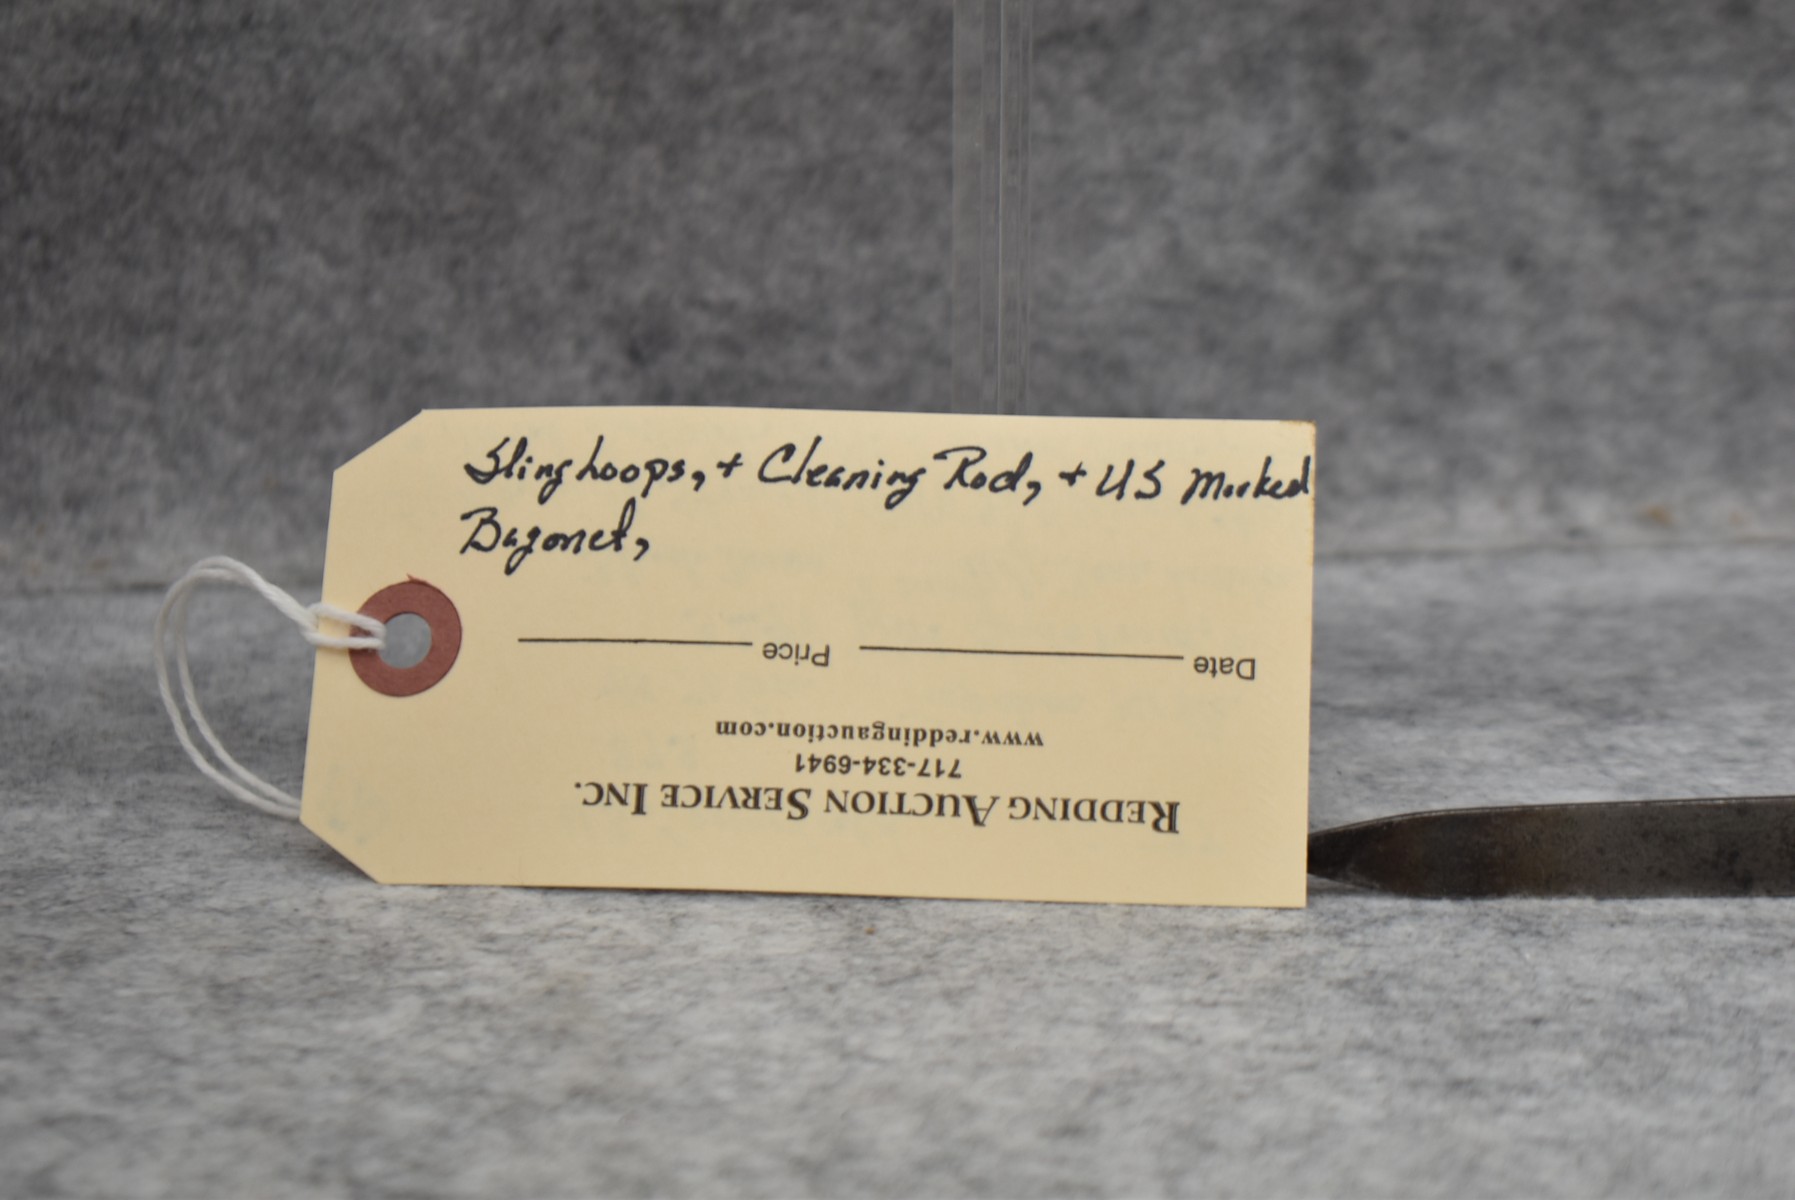 Sling Loops, + Cleaning Rod, + US Marked
Bayonet,
REDDING AUCTION SERVICE INC.
717-334-6941
www.reddingauction.com
Date Price